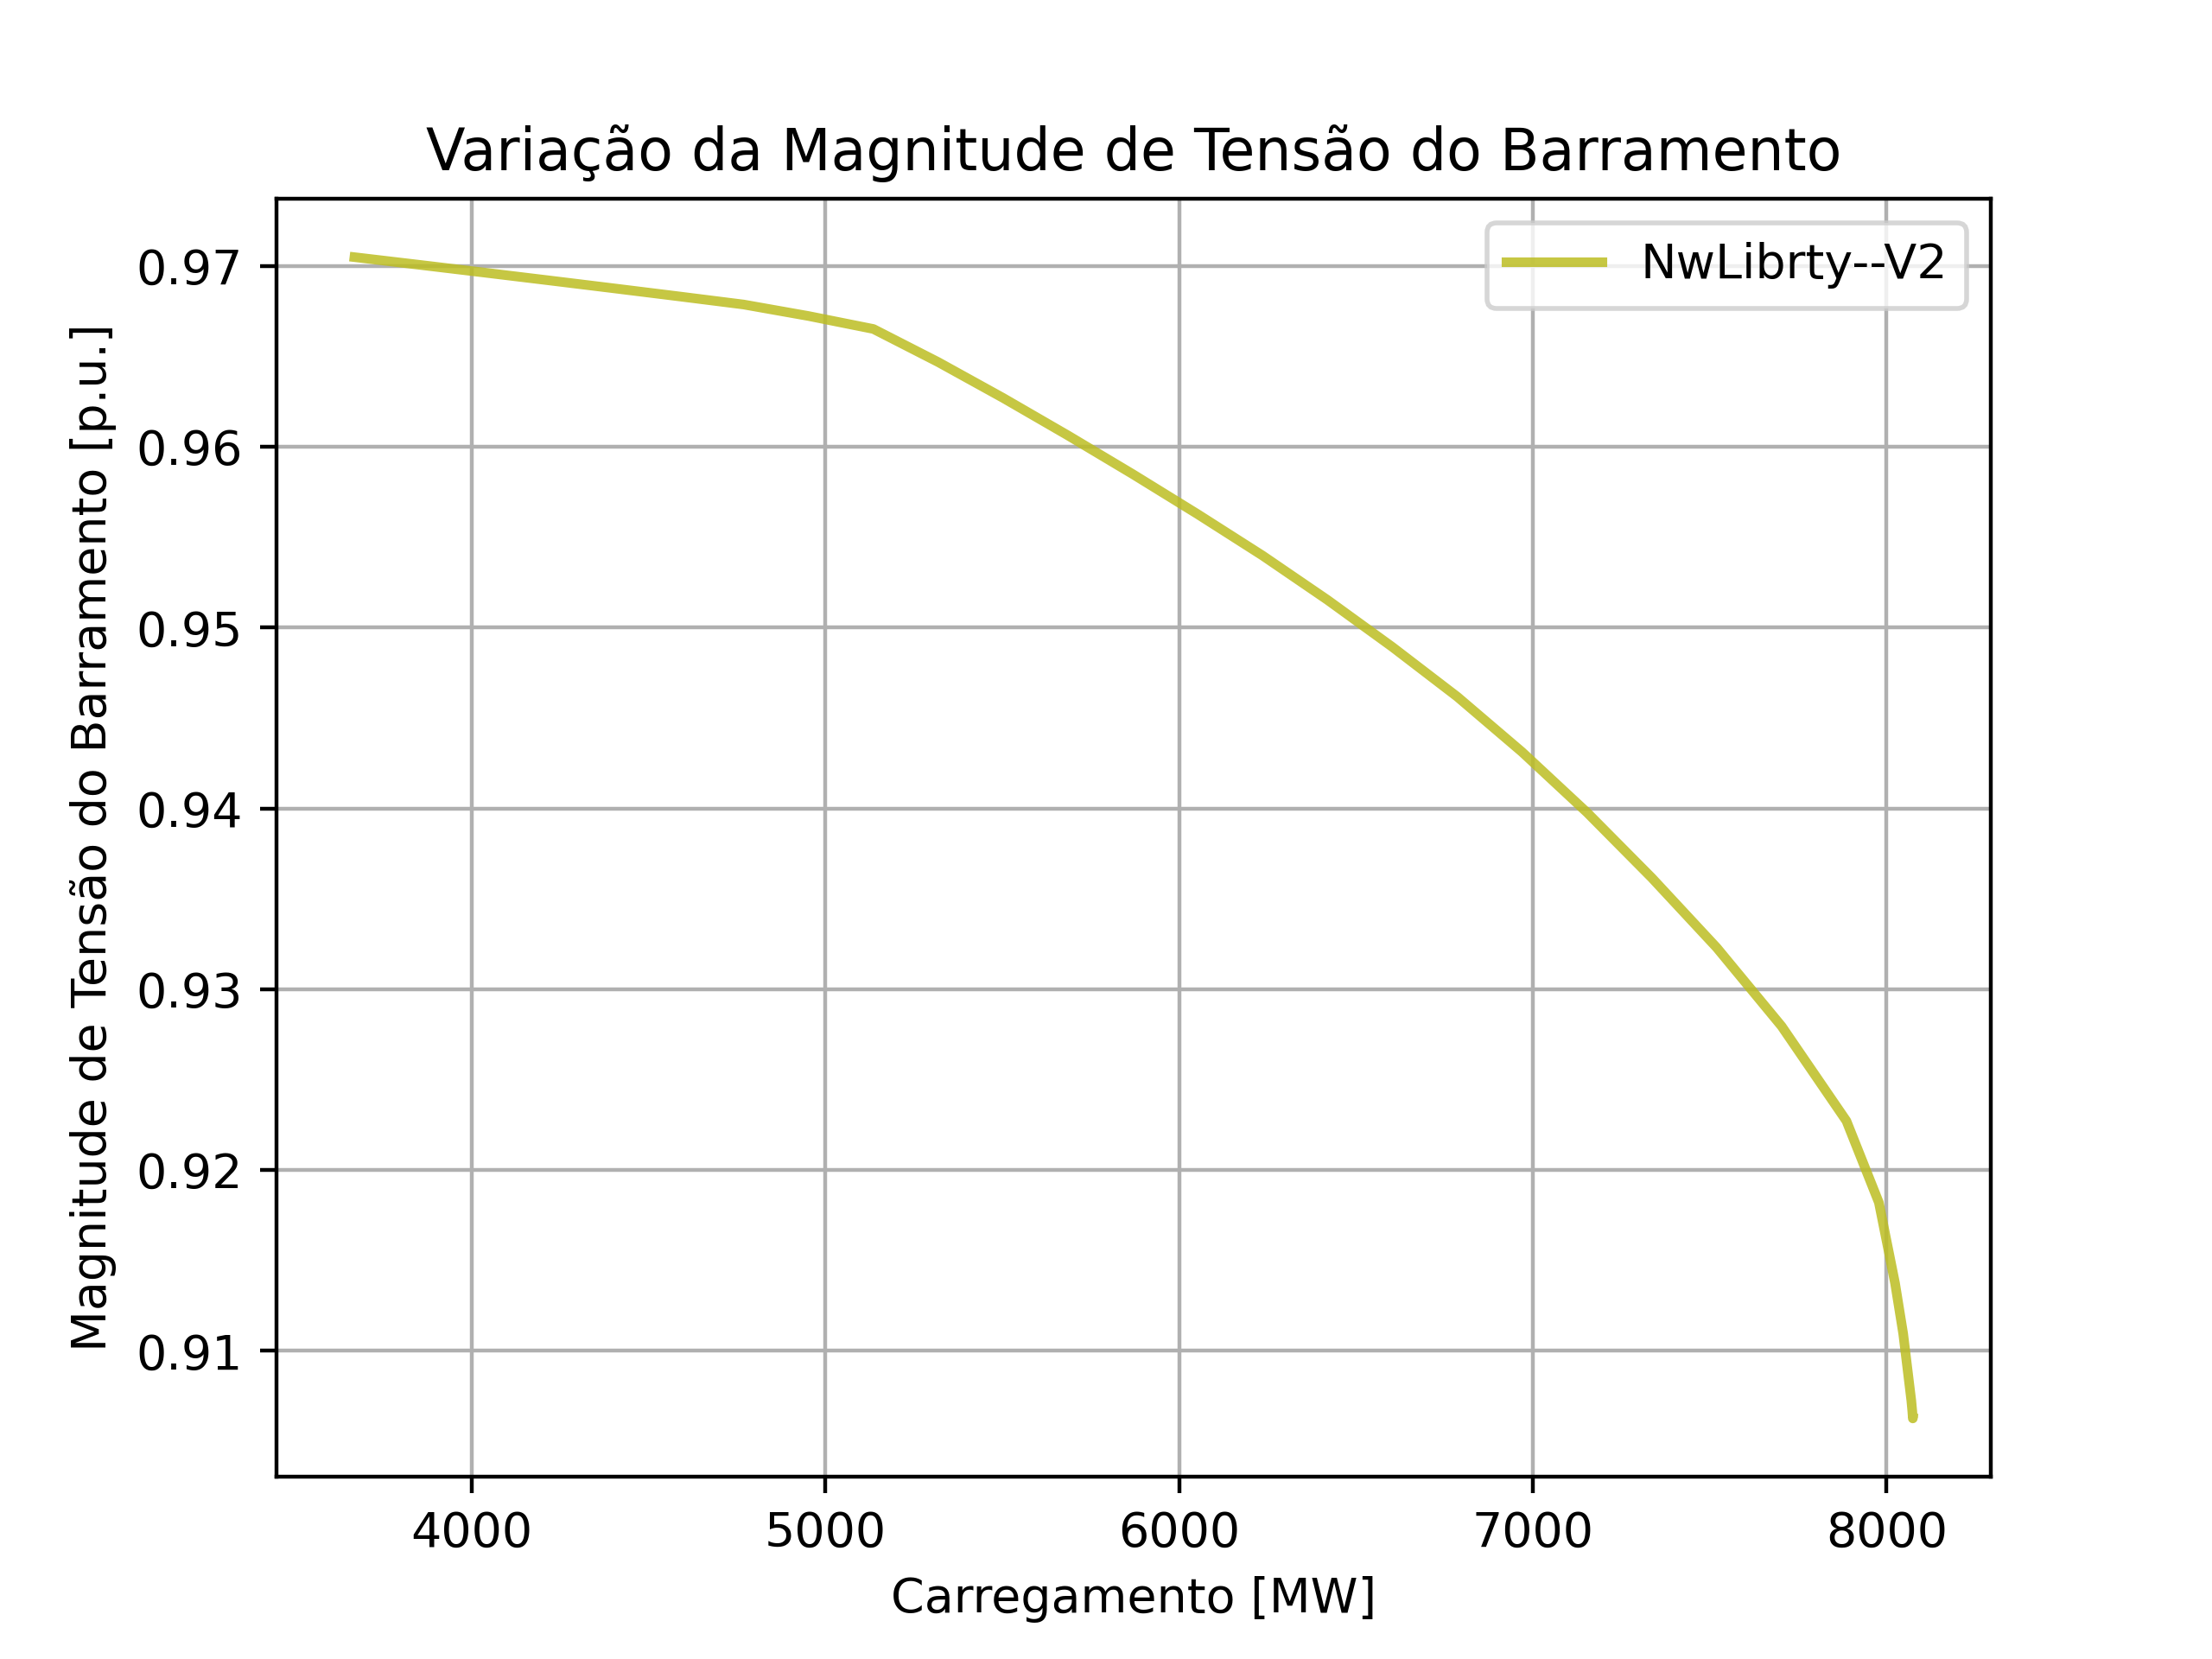 Variação da Magnitude de Tensão do Barramento
NwLibrty--V2
Magnitude de Tensão do Barramento [p.u.]
0.97
0.96
0.95
0.94
0.93
0.92
0.91
4000 5000 6000 7000 8000
Carregamento [MW]